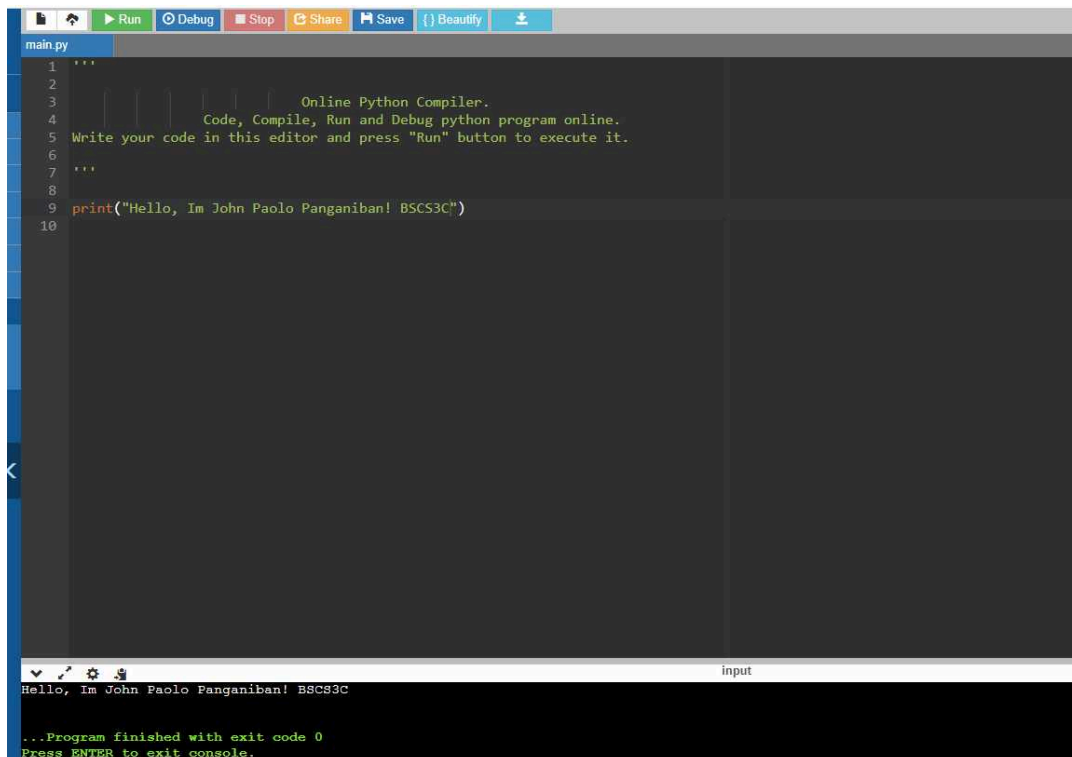 Run Debug Stop Share Save {} Beautify
main.py
1 '''
2
3 Online Python Compiler.
4 Code, Compile, Run and Debug python program online.
5 Write your code in this editor and press "Run" button to execute it.
6
7 '''
8
9 print("Hello, Im John Paolo Panganiban! BSCS3C")
10
input
Hello, Im John Paolo Panganiban! BSCS3C
...Program finished with exit code 0
Press ENTER to exit console.